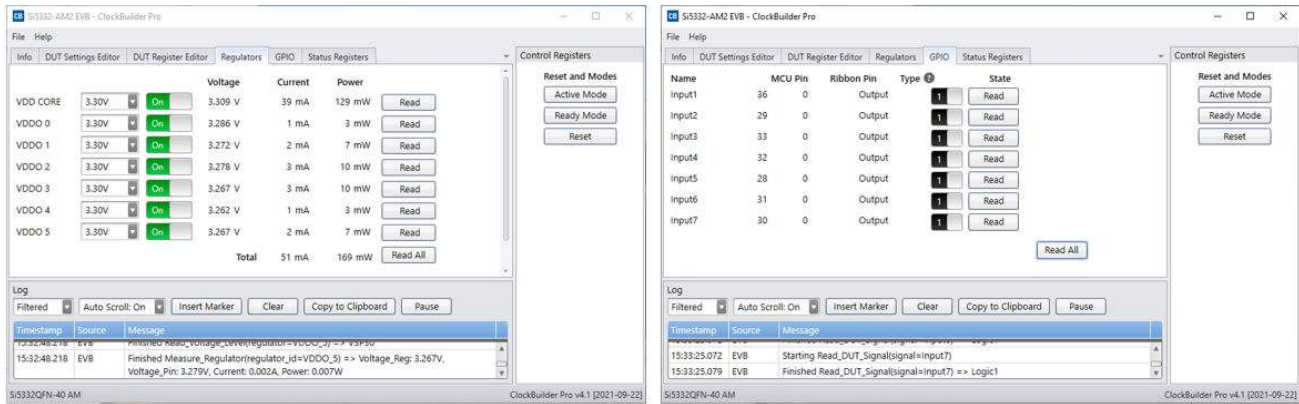 CB Si5332-AM2 EVB - ClockBuilder Pro
File Help
Info DUT Settings Editor DUT Register Editor Regulators GPIO Status Registers
Control Registers
Voltage Current Power
Reset and Modes
VDD CORE 3.30V On 3.309 V 39 mA 129 mW Read
Active Mode
VDDO 0 3.30V On 3.286 V 1 mA 3 mW Read
Ready Mode
VDDO 1 3.30V On 3.272 V 2 mA 7 mW Read
Reset
VDDO 2 3.30V On 3.278 V 3 mA 10 mW Read
VDDO 3 3.30V On 3.267 V 3 mA 10 mW Read
VDDO 4 3.30V On 3.262 V 1 mA 3 mW Read
VDDO 5 3.30V On 3.267 V 2 mA 7 mW Read
Total 51 mA 169 mW Read All
Log
Filtered Auto Scroll: On Insert Marker Clear Copy to Clipboard Pause
Timestamp Source Message
15:32:48.218 EVB Finished Read_Voltage_Level(regulator=VDDO_5) => V3P30
15:32:48.218 EVB Finished Measure_Regulator(regulator_id=VDDO_5) => Voltage_Reg: 3.267V,
Voltage_Pin: 3.279V, Current: 0.002A, Power: 0.007W
Si5332QFN-40 AM ClockBuilder Pro v4.1 [2021-09-22]
CB Si5332-AM2 EVB - ClockBuilder Pro
File Help
Info DUT Settings Editor DUT Register Editor Regulators GPIO Status Registers
Control Registers
Name MCU Pin Ribbon Pin Type ? State
Reset and Modes
Input1 36 0 Output 1 Read
Active Mode
Input2 29 0 Output 1 Read
Ready Mode
Input3 33 0 Output 1 Read
Reset
Input4 32 0 Output 1 Read
Input5 28 0 Output 1 Read
Input6 31 0 Output 1 Read
Input7 30 0 Output 1 Read
Read All
Log
Filtered Auto Scroll: On Insert Marker Clear Copy to Clipboard Pause
Timestamp Source Message
15:33:25.072 EVB Starting Read_DUT_Signal(signal=Input7)
15:33:25.079 EVB Finished Read_DUT_Signal(signal=Input7) => Logic1
Si5332QFN-40 AM ClockBuilder Pro v4.1 [2021-09-22]